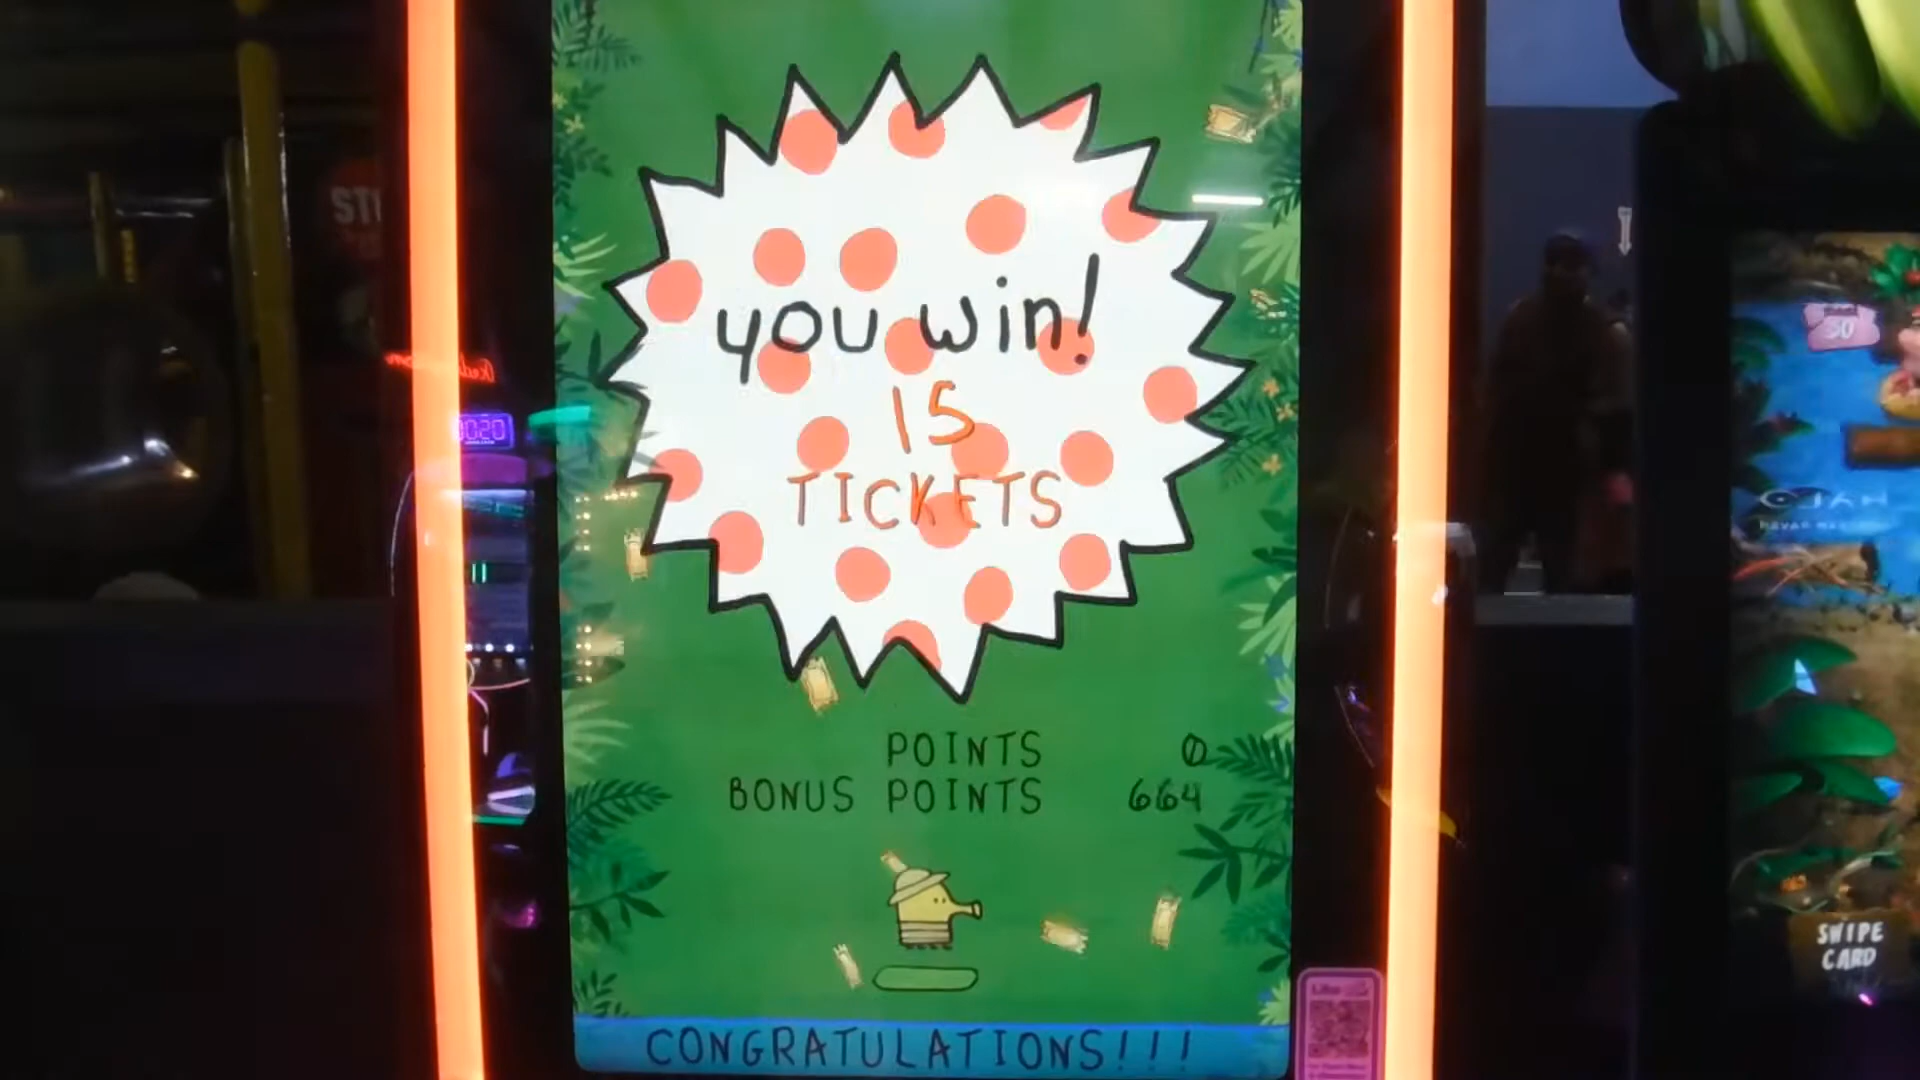 you win!
15
TICKETS
POINTS 0
BONUS POINTS 664
CONGRATULATIONS!!!
SWIPE
CARD